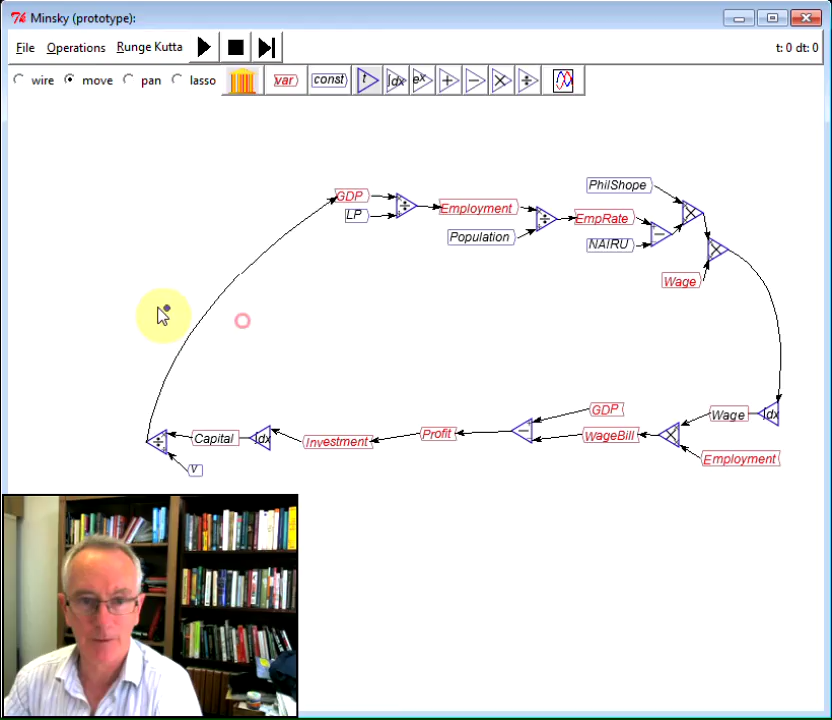 Minsky (prototype):
File Operations Runge Kutta t: 0 dt: 0
wire move pan lasso var const t ∫dx eˣ + − × ÷
PhilShope
GDP ÷ Employment ÷ EmpRate ×
LP Population NAIRU − ×
Wage
GDP Wage ∫dx
÷ Capital ∫dx Investment Profit − WageBill ×
V Employment